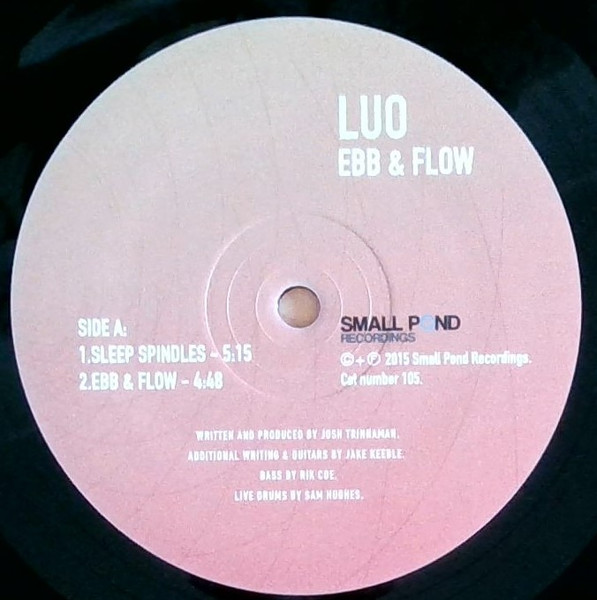 LUO
EBB & FLOW
SIDE A:
1.SLEEP SPINDLES - 5:15
2.EBB & FLOW - 4:48
SMALL POND
RECORDINGS
©+℗ 2015 Small Pond Recordings.
Cat number 105.
WRITTEN AND PRODUCED BY JOSH TRINNAMAN.
ADDITIONAL WRITING & GUITARS BY JAKE KEEBLE.
BASS BY RIK COE.
LIVE DRUMS BY SAM HUGHES.